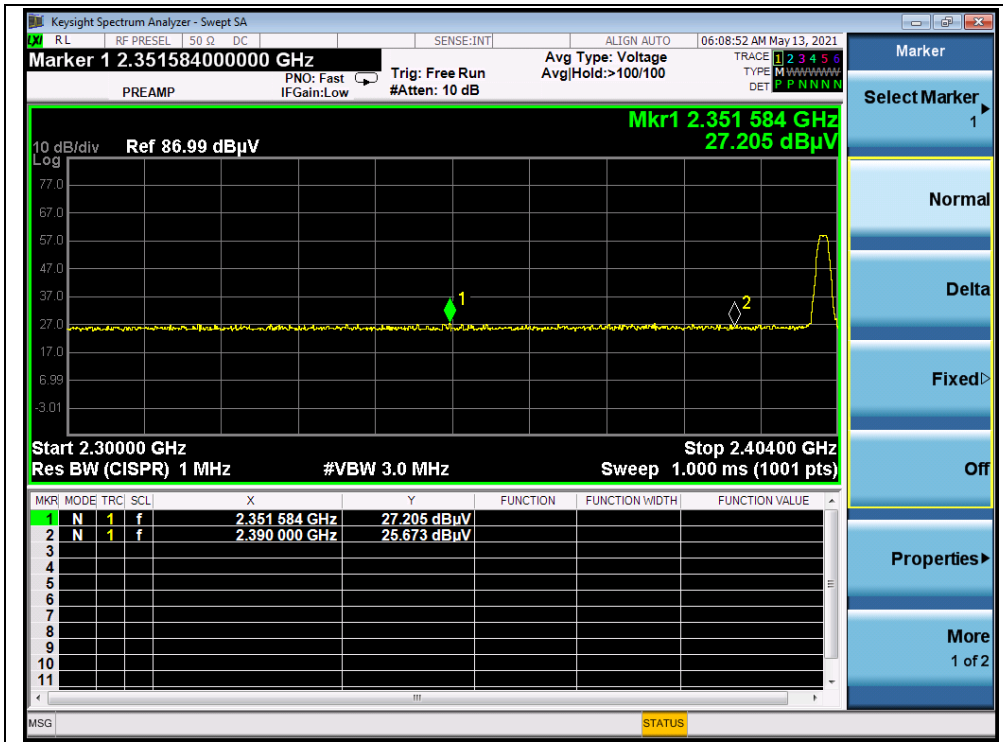 Keysight Spectrum Analyzer - Swept SA
LXI RL RF PRESEL 50 Ω DC SENSE:INT ALIGN AUTO 06:08:52 AM May 13, 2021
Marker 1 2.351584000000 GHz
PREAMP
PNO: Fast
IFGain:Low
Trig: Free Run
#Atten: 10 dB
Avg Type: Voltage
Avg|Hold:>100/100
TRACE 1 2 3 4 5 6
TYPE M W W W W W
DET P P N N N N
Mkr1 2.351 584 GHz
27.205 dBµV
10 dB/div Ref 86.99 dBµV
Log
77.0
67.0
57.0
47.0
37.0
27.0
17.0
6.99
-3.01
1
2
Start 2.30000 GHz Stop 2.40400 GHz
Res BW (CISPR) 1 MHz #VBW 3.0 MHz Sweep 1.000 ms (1001 pts)
MKR MODE TRC SCL X Y FUNCTION FUNCTION WIDTH FUNCTION VALUE
1 N 1 f 2.351 584 GHz 27.205 dBµV
2 N 1 f 2.390 000 GHz 25.673 dBµV
3
4
5
6
7
8
9
10
11
MSG STATUS
Marker
Select Marker
1
Normal
Delta
Fixed
Off
Properties
More
1 of 2